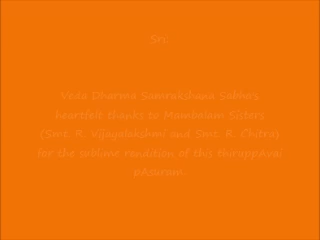 Sri:
Veda Dharma Samrakshana Sabhas
heartfelt thanks to Mambalam Sisters
(Smt. R. Vijayalakshmi and Smt. R. Chitra)
for the sublime rendition of this thiruppAvai
pAsuram.